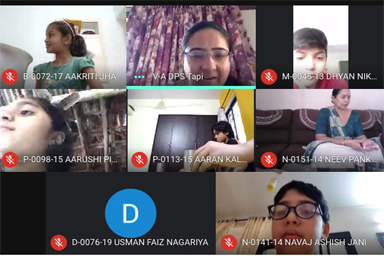 B-0072-17 AAKRITI JHA
V-A DPS Tapi ...
M-0045-13 DHYAN NIK...
P-0098-15 AARUSHI PI...
P-0113-15 AARAN KAL...
N-0151-14 NEEV PANK...
D
D-0076-19 USMAN FAIZ NAGARIYA
N-0141-14 NAVAJ ASHISH JANI